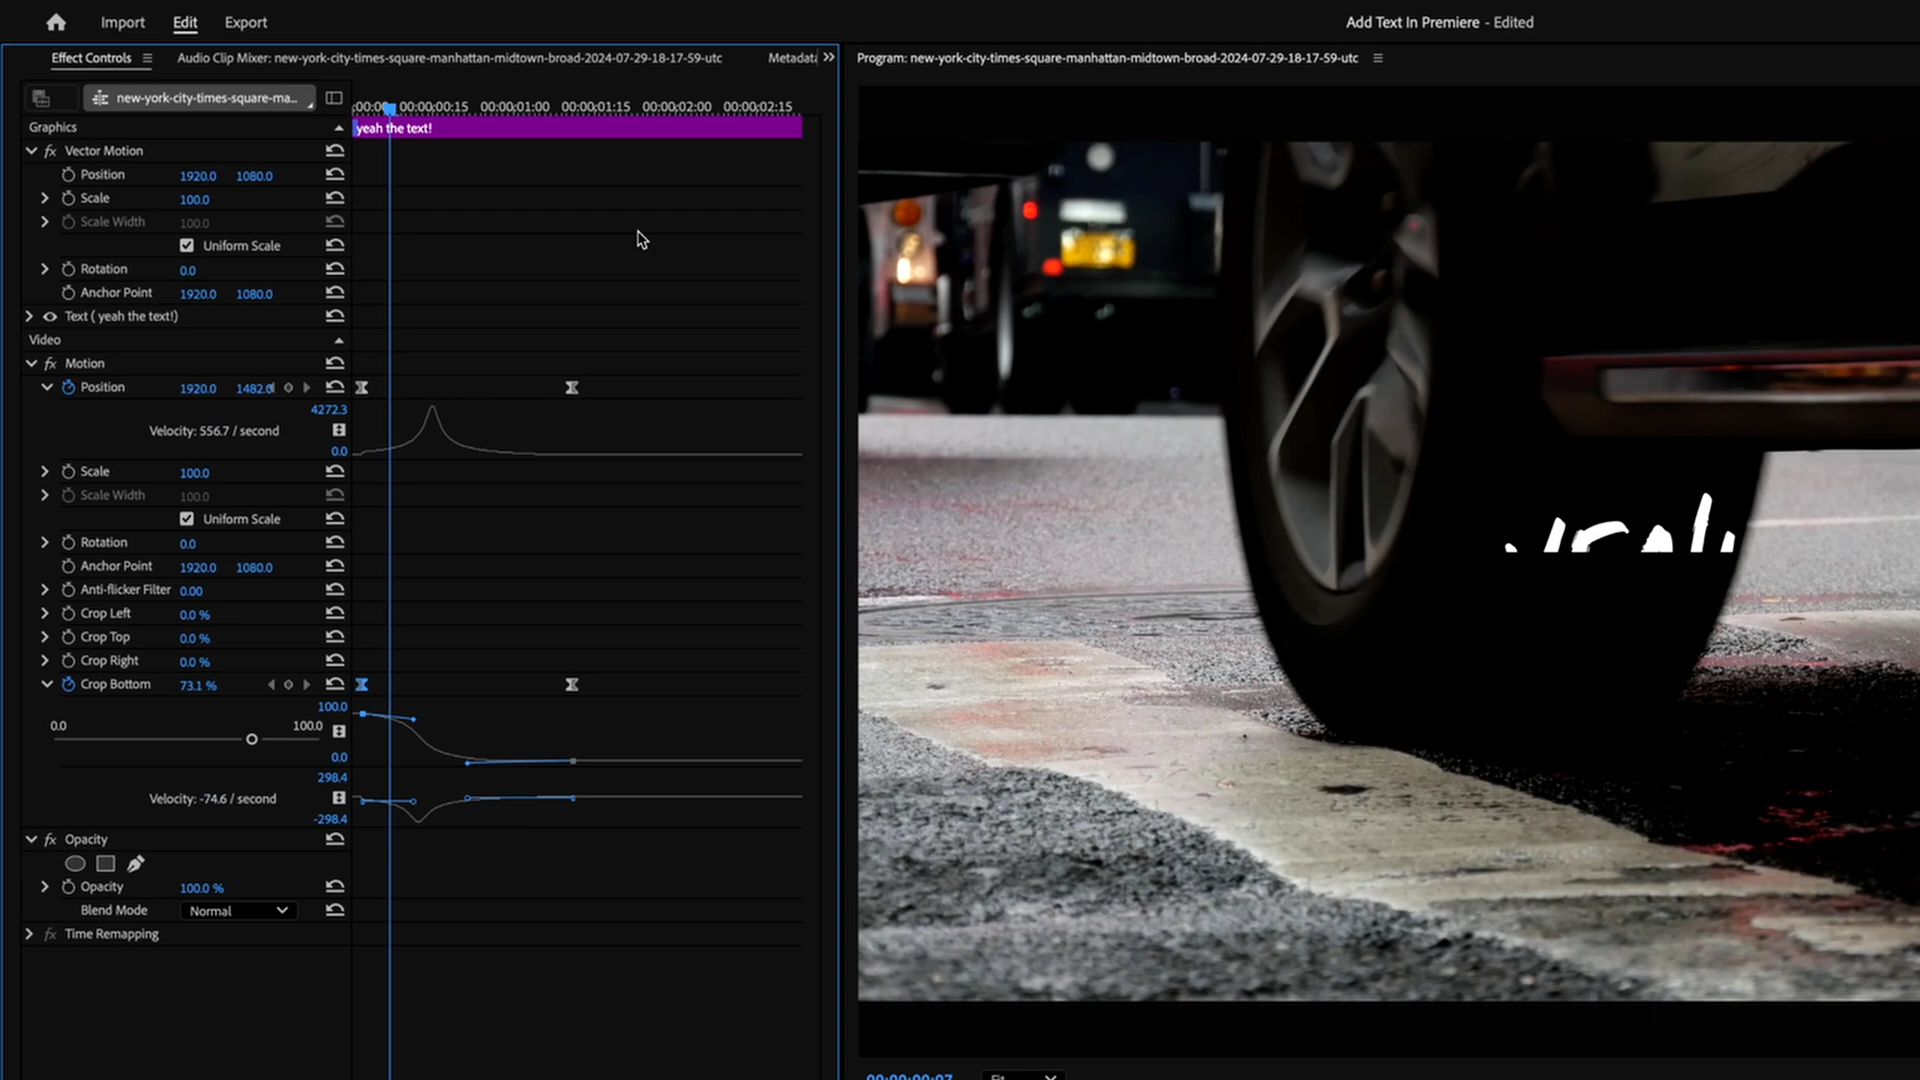 Import Edit Export
Add Text In Premiere - Edited
Effect Controls
Audio Clip Mixer: new-york-city-times-square-manhattan-midtown-broad-2024-07-29-18-17-59-utc
Program: new-york-city-times-square-manhattan-midtown-broad-2024-07-29-18-17-59-utc
new-york-city-times-square-ma...
00;00;00;15 00;00;01;00 00;00;01;15 00;00;02;00 00;00;02;15
Graphics
yeah the text!
fx Vector Motion
Position 1920.0 1080.0
Scale 100.0
Scale Width 100.0
Uniform Scale
Rotation 0.0
Anchor Point 1920.0 1080.0
Text ( yeah the text!)
Video
fx Motion
Position 1920.0 1482.0
4272.3
Velocity: 556.7 / second
0.0
Scale 100.0
Scale Width 100.0
Uniform Scale
Rotation 0.0
Anchor Point 1920.0 1080.0
Anti-flicker Filter 0.00
Crop Left 0.0 %
Crop Top 0.0 %
Crop Right 0.0 %
Crop Bottom 73.1 %
100.0
0.0 100.0
0.0
298.4
Velocity: -74.6 / second
-298.4
fx Opacity
Opacity 100.0 %
Blend Mode Normal
fx Time Remapping